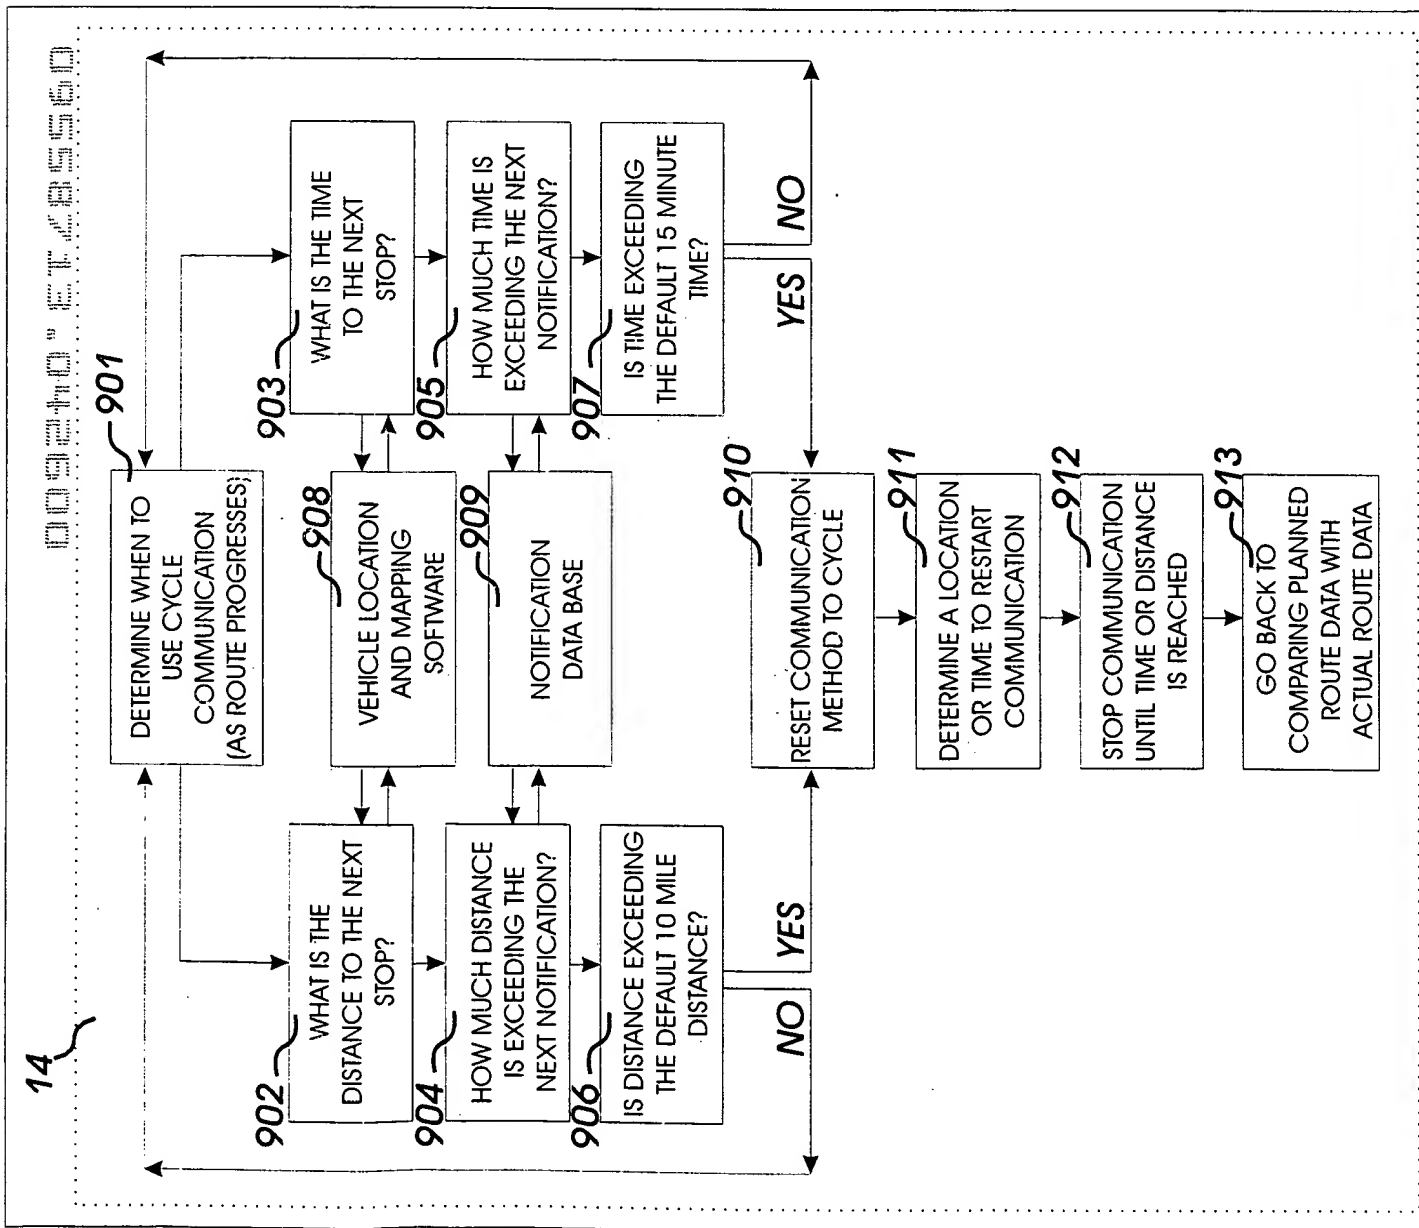 09558713.042600
14
901
DETERMINE WHEN TO
USE CYCLE
COMMUNICATION
(AS ROUTE PROGRESSES)
902
WHAT IS THE
DISTANCE TO THE NEXT
STOP?
908
VEHICLE LOCATION
AND MAPPING
SOFTWARE
903
WHAT IS THE TIME
TO THE NEXT
STOP?
904
HOW MUCH DISTANCE
IS EXCEEDING THE
NEXT NOTIFICATION?
909
NOTIFICATION
DATA BASE
905
HOW MUCH TIME IS
EXCEEDING THE NEXT
NOTIFICATION?
906
IS DISTANCE EXCEEDING
THE DEFAULT 10 MILE
DISTANCE?
907
IS TIME EXCEEDING
THE DEFAULT 15 MINUTE
TIME?
NO
YES
YES
NO
910
RESET COMMUNICATION
METHOD TO CYCLE
911
DETERMINE A LOCATION
OR TIME TO RESTART
COMMUNICATION
912
STOP COMMUNICATION
UNTIL TIME OR DISTANCE
IS REACHED
913
GO BACK TO
COMPARING PLANNED
ROUTE DATA WITH
ACTUAL ROUTE DATA